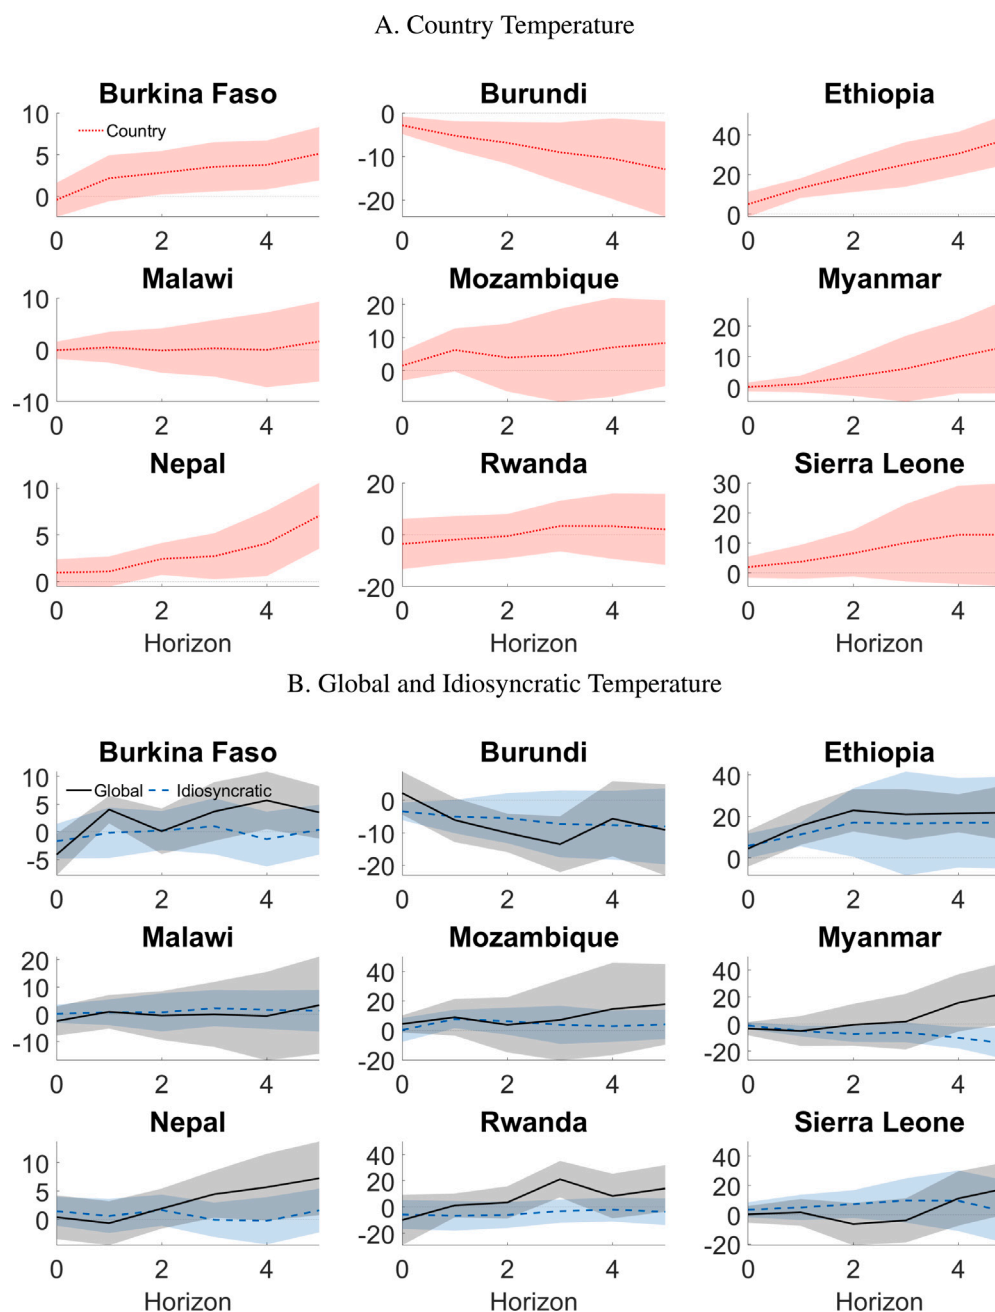 A. Country Temperature
Burkina Faso Burundi Ethiopia
10 0 40
Country
5 -10 20
0 -20 0
0 2 4 0 2 4 0 2 4
Malawi Mozambique Myanmar
10 20 20
0 10 10
-10 0 0
0 2 4 0 2 4 0 2 4
Nepal Rwanda Sierra Leone
10 20 30
5 0 20
0 -20 10
0
0 2 4 0 2 4 0 2 4
Horizon Horizon Horizon
B. Global and Idiosyncratic Temperature
Burkina Faso Burundi Ethiopia
10 0 40
Global Idiosyncratic
5 -10 20
0 -20 0
-5
0 2 4 0 2 4 0 2 4
Malawi Mozambique Myanmar
20 40 40
10 20 20
0 0 0
-10 -20 -20
0 2 4 0 2 4 0 2 4
Nepal Rwanda Sierra Leone
10 40 40
5 20 20
0 0 0
-20 -20
0 2 4 0 2 4 0 2 4
Horizon Horizon Horizon